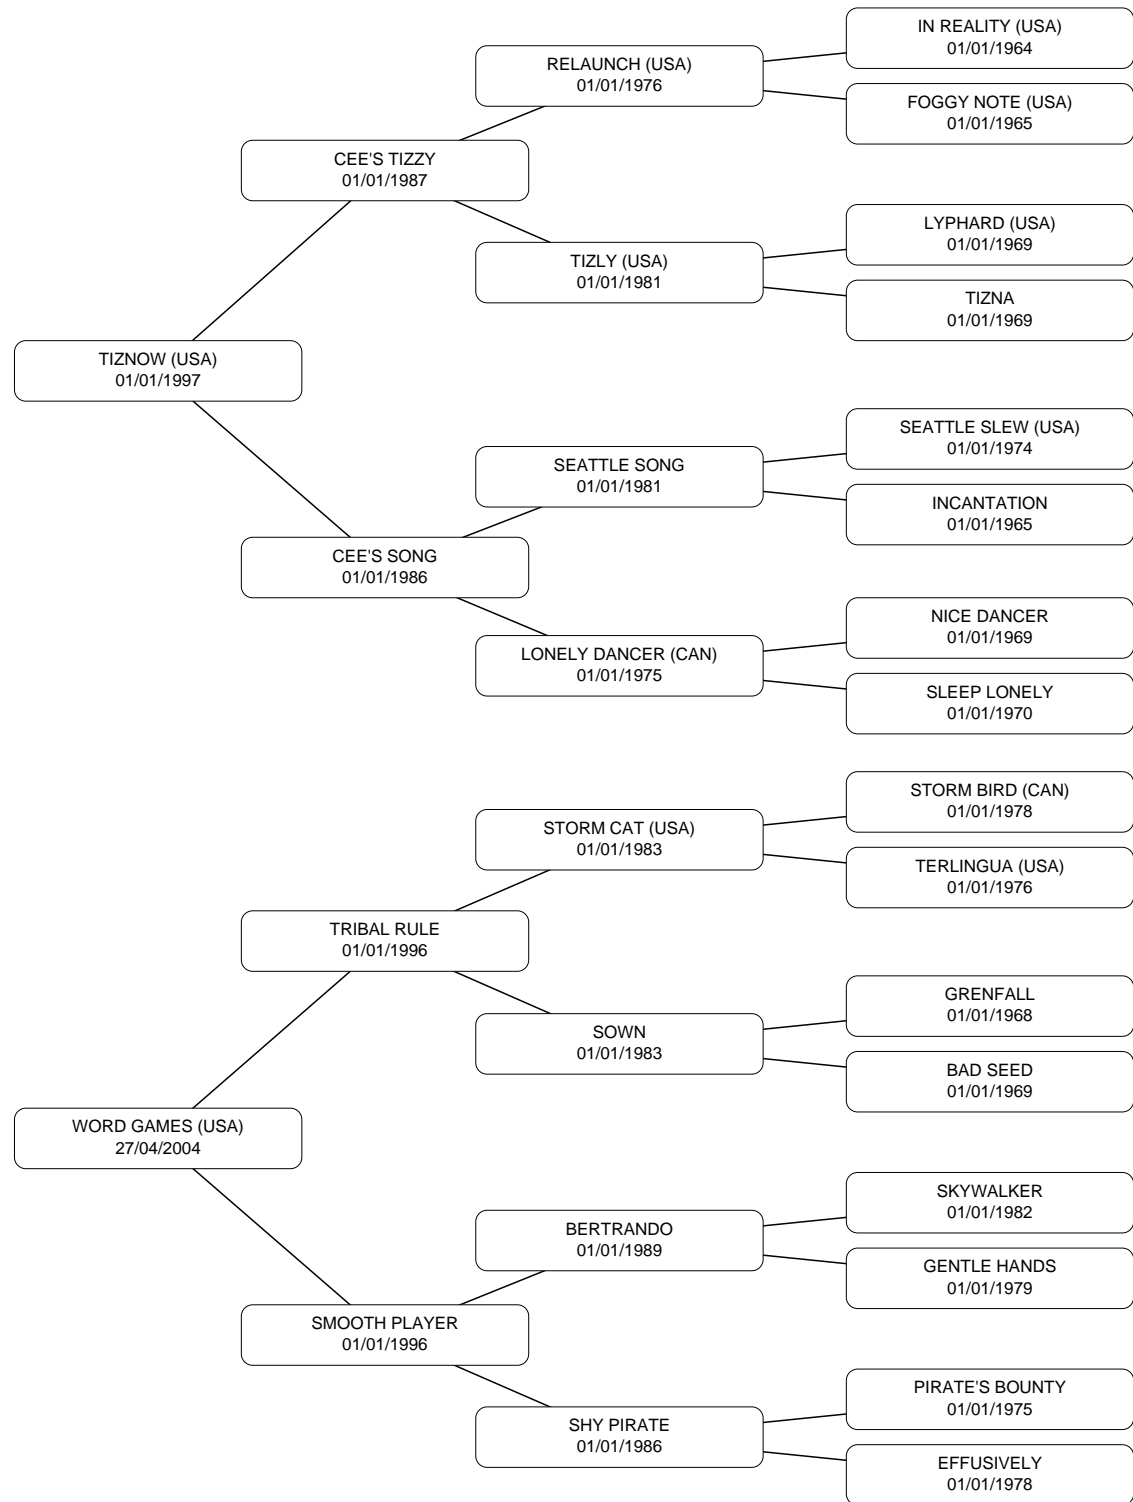 IN REALITY (USA)
01/01/1964
RELAUNCH (USA)
01/01/1976
FOGGY NOTE (USA)
01/01/1965
CEE'S TIZZY
01/01/1987
LYPHARD (USA)
01/01/1969
TIZLY (USA)
01/01/1981
TIZNA
01/01/1969
TIZNOW (USA)
01/01/1997
SEATTLE SLEW (USA)
01/01/1974
SEATTLE SONG
01/01/1981
INCANTATION
01/01/1965
CEE'S SONG
01/01/1986
NICE DANCER
01/01/1969
LONELY DANCER (CAN)
01/01/1975
SLEEP LONELY
01/01/1970
STORM BIRD (CAN)
01/01/1978
STORM CAT (USA)
01/01/1983
TERLINGUA (USA)
01/01/1976
TRIBAL RULE
01/01/1996
GRENFALL
01/01/1968
SOWN
01/01/1983
BAD SEED
01/01/1969
WORD GAMES (USA)
27/04/2004
SKYWALKER
01/01/1982
BERTRANDO
01/01/1989
GENTLE HANDS
01/01/1979
SMOOTH PLAYER
01/01/1996
PIRATE'S BOUNTY
01/01/1975
SHY PIRATE
01/01/1986
EFFUSIVELY
01/01/1978